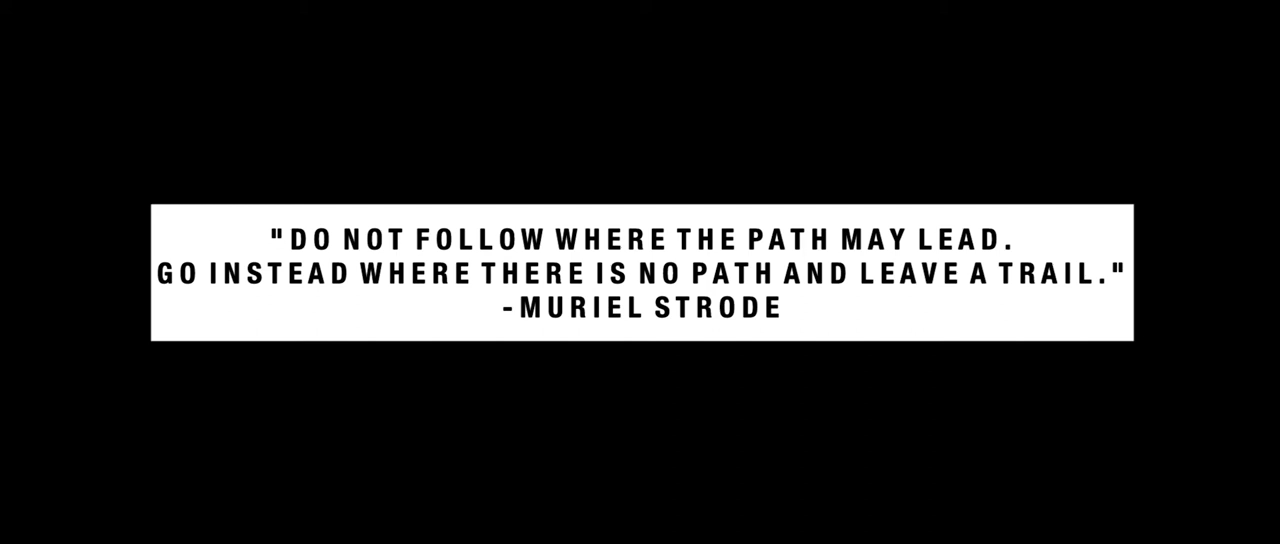 "DO NOT FOLLOW WHERE THE PATH MAY LEAD.
GO INSTEAD WHERE THERE IS NO PATH AND LEAVE A TRAIL."
-MURIEL STRODE